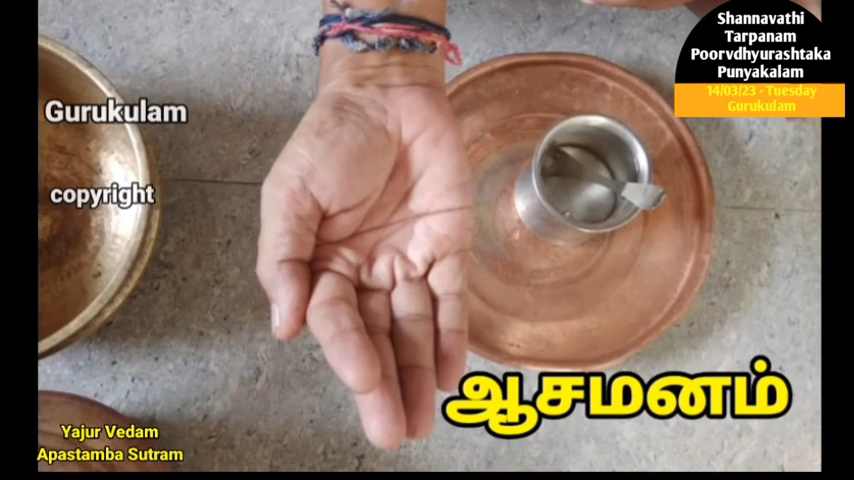 Shannavathi
Tarpanam
Poorvdhyurashtaka
Punyakalam
14/03/23 - Tuesday
Gurukulam
Gurukulam
copyright
ஆசமனம்
Yajur Vedam
Apastamba Sutram